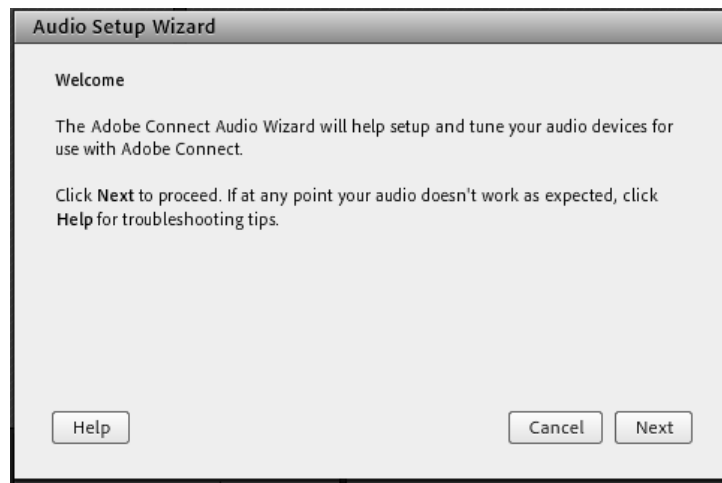 Audio Setup Wizard
Welcome
The Adobe Connect Audio Wizard will help setup and tune your audio devices for
use with Adobe Connect.
Click Next to proceed. If at any point your audio doesn't work as expected, click
Help for troubleshooting tips.
Help Cancel Next